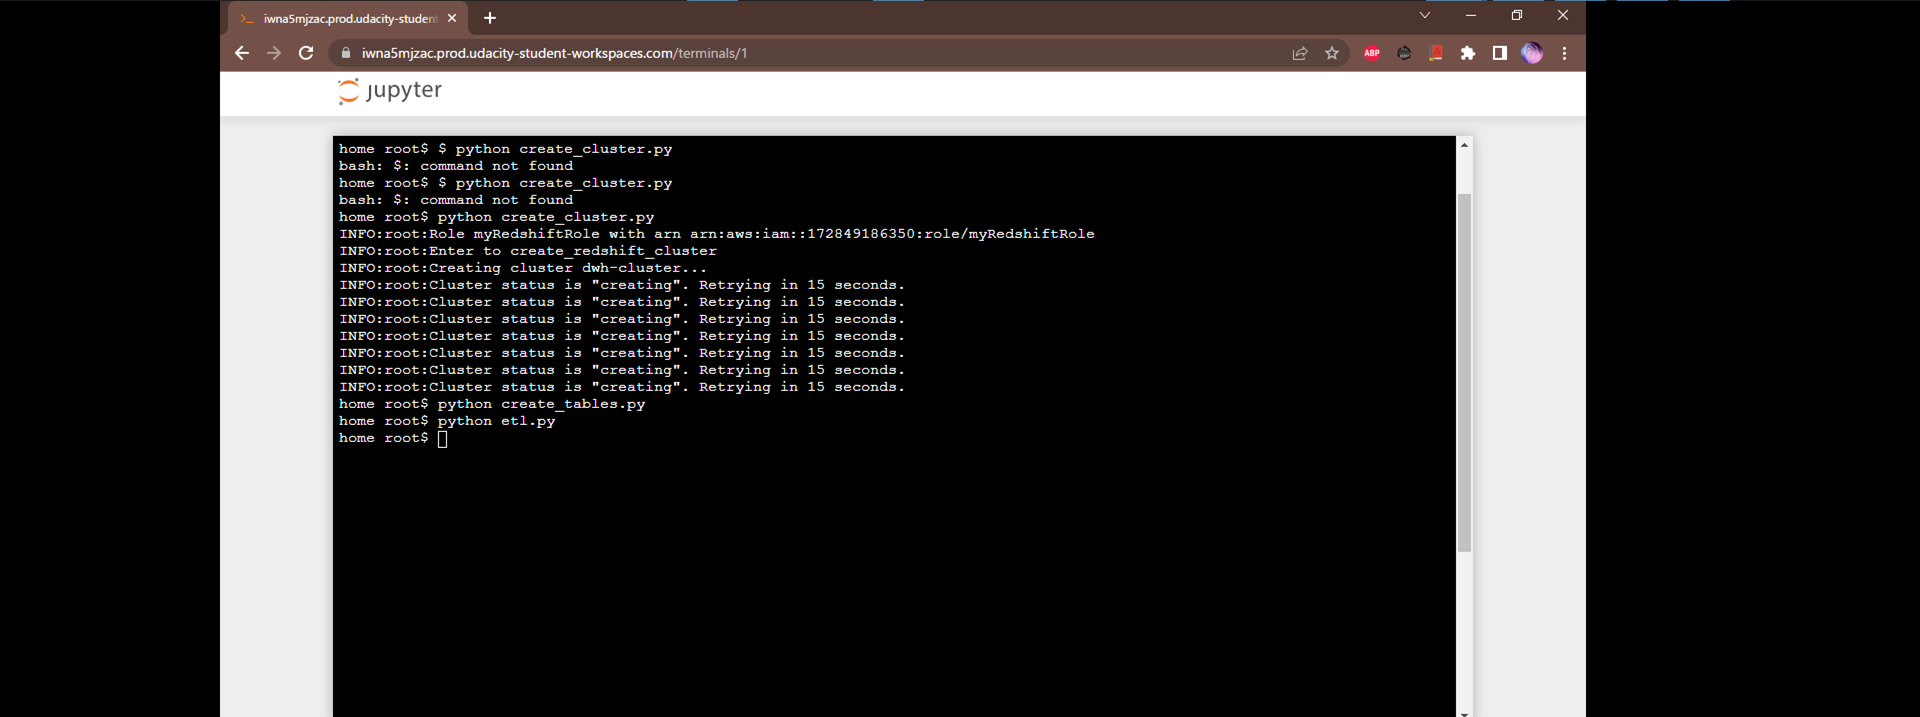 iwna5mjzac.prod.udacity-student
iwna5mjzac.prod.udacity-student-workspaces.com/terminals/1
ABP
jupyter
home root$ $ python create_cluster.py
bash: $: command not found
home root$ $ python create_cluster.py
bash: $: command not found
home root$ python create_cluster.py
INFO:root:Role myRedshiftRole with arn arn:aws:iam::172849186350:role/myRedshiftRole
INFO:root:Enter to create_redshift_cluster
INFO:root:Creating cluster dwh-cluster...
INFO:root:Cluster status is "creating". Retrying in 15 seconds.
INFO:root:Cluster status is "creating". Retrying in 15 seconds.
INFO:root:Cluster status is "creating". Retrying in 15 seconds.
INFO:root:Cluster status is "creating". Retrying in 15 seconds.
INFO:root:Cluster status is "creating". Retrying in 15 seconds.
INFO:root:Cluster status is "creating". Retrying in 15 seconds.
INFO:root:Cluster status is "creating". Retrying in 15 seconds.
home root$ python create_tables.py
home root$ python etl.py
home root$